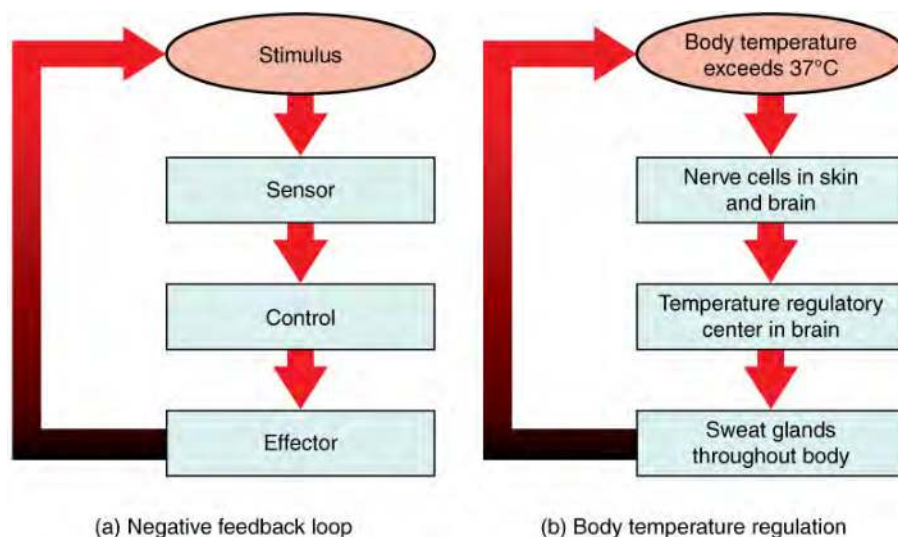 Stimulus
Sensor
Control
Effector
(a) Negative feedback loop
Body temperature
exceeds 37°C
Nerve cells in skin
and brain
Temperature regulatory
center in brain
Sweat glands
throughout body
(b) Body temperature regulation